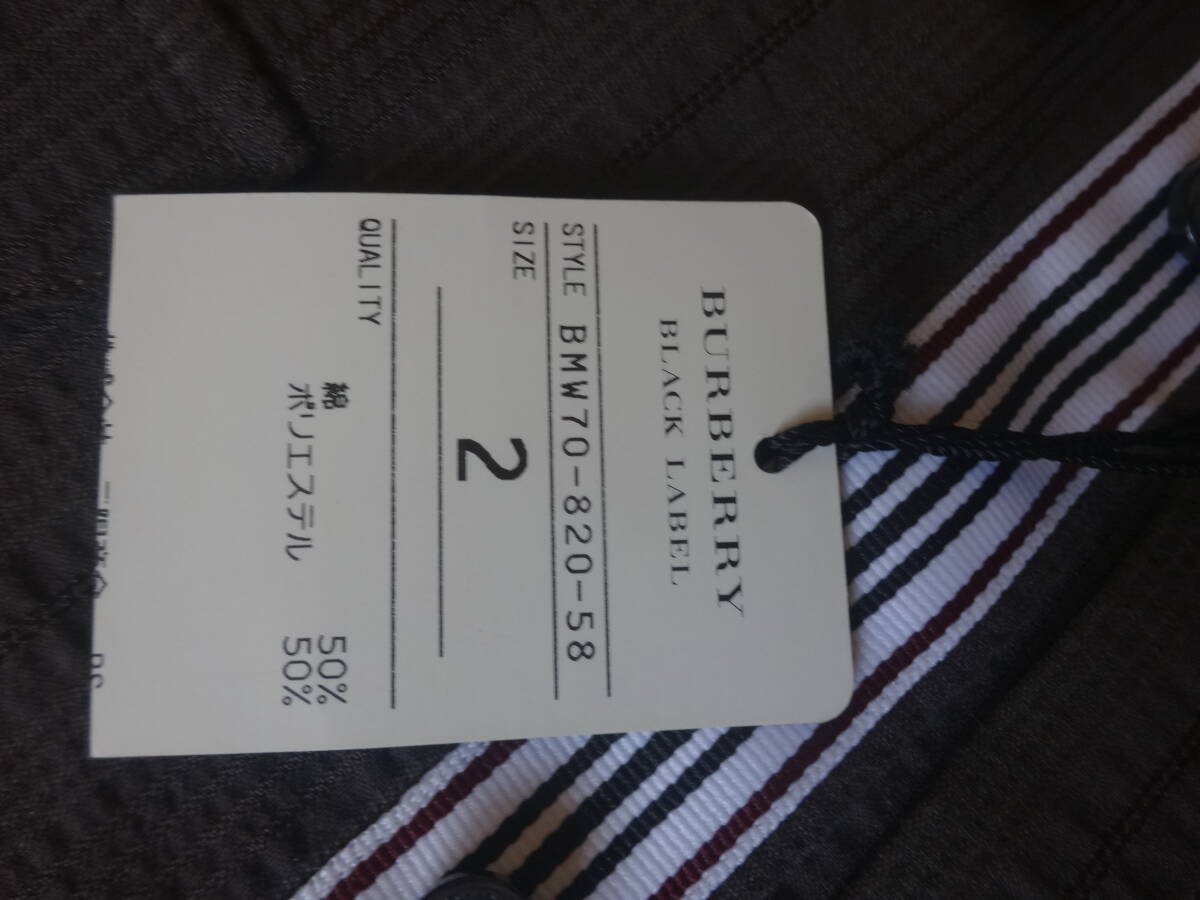 BURBERRY
BLACK LABEL
STYLE BMW70-820-58
SIZE
2
QUALITY
綿 50%
ポリエステル 50%